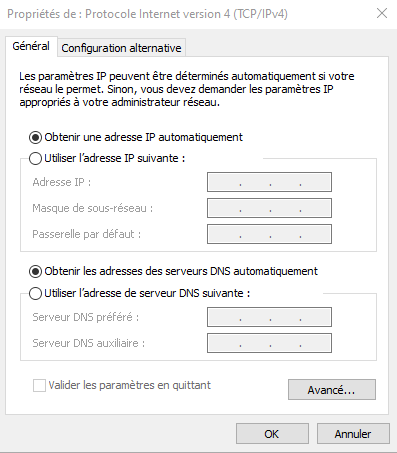 Propriétés de : Protocole Internet version 4 (TCP/IPv4)
Général
Configuration alternative
Les paramètres IP peuvent être déterminés automatiquement si votre
réseau le permet. Sinon, vous devez demander les paramètres IP
appropriés à votre administrateur réseau.
Obtenir une adresse IP automatiquement
Utiliser l'adresse IP suivante :
Adresse IP :
Masque de sous-réseau :
Passerelle par défaut :
Obtenir les adresses des serveurs DNS automatiquement
Utiliser l'adresse de serveur DNS suivante :
Serveur DNS préféré :
Serveur DNS auxiliaire :
Valider les paramètres en quittant
Avancé...
OK
Annuler